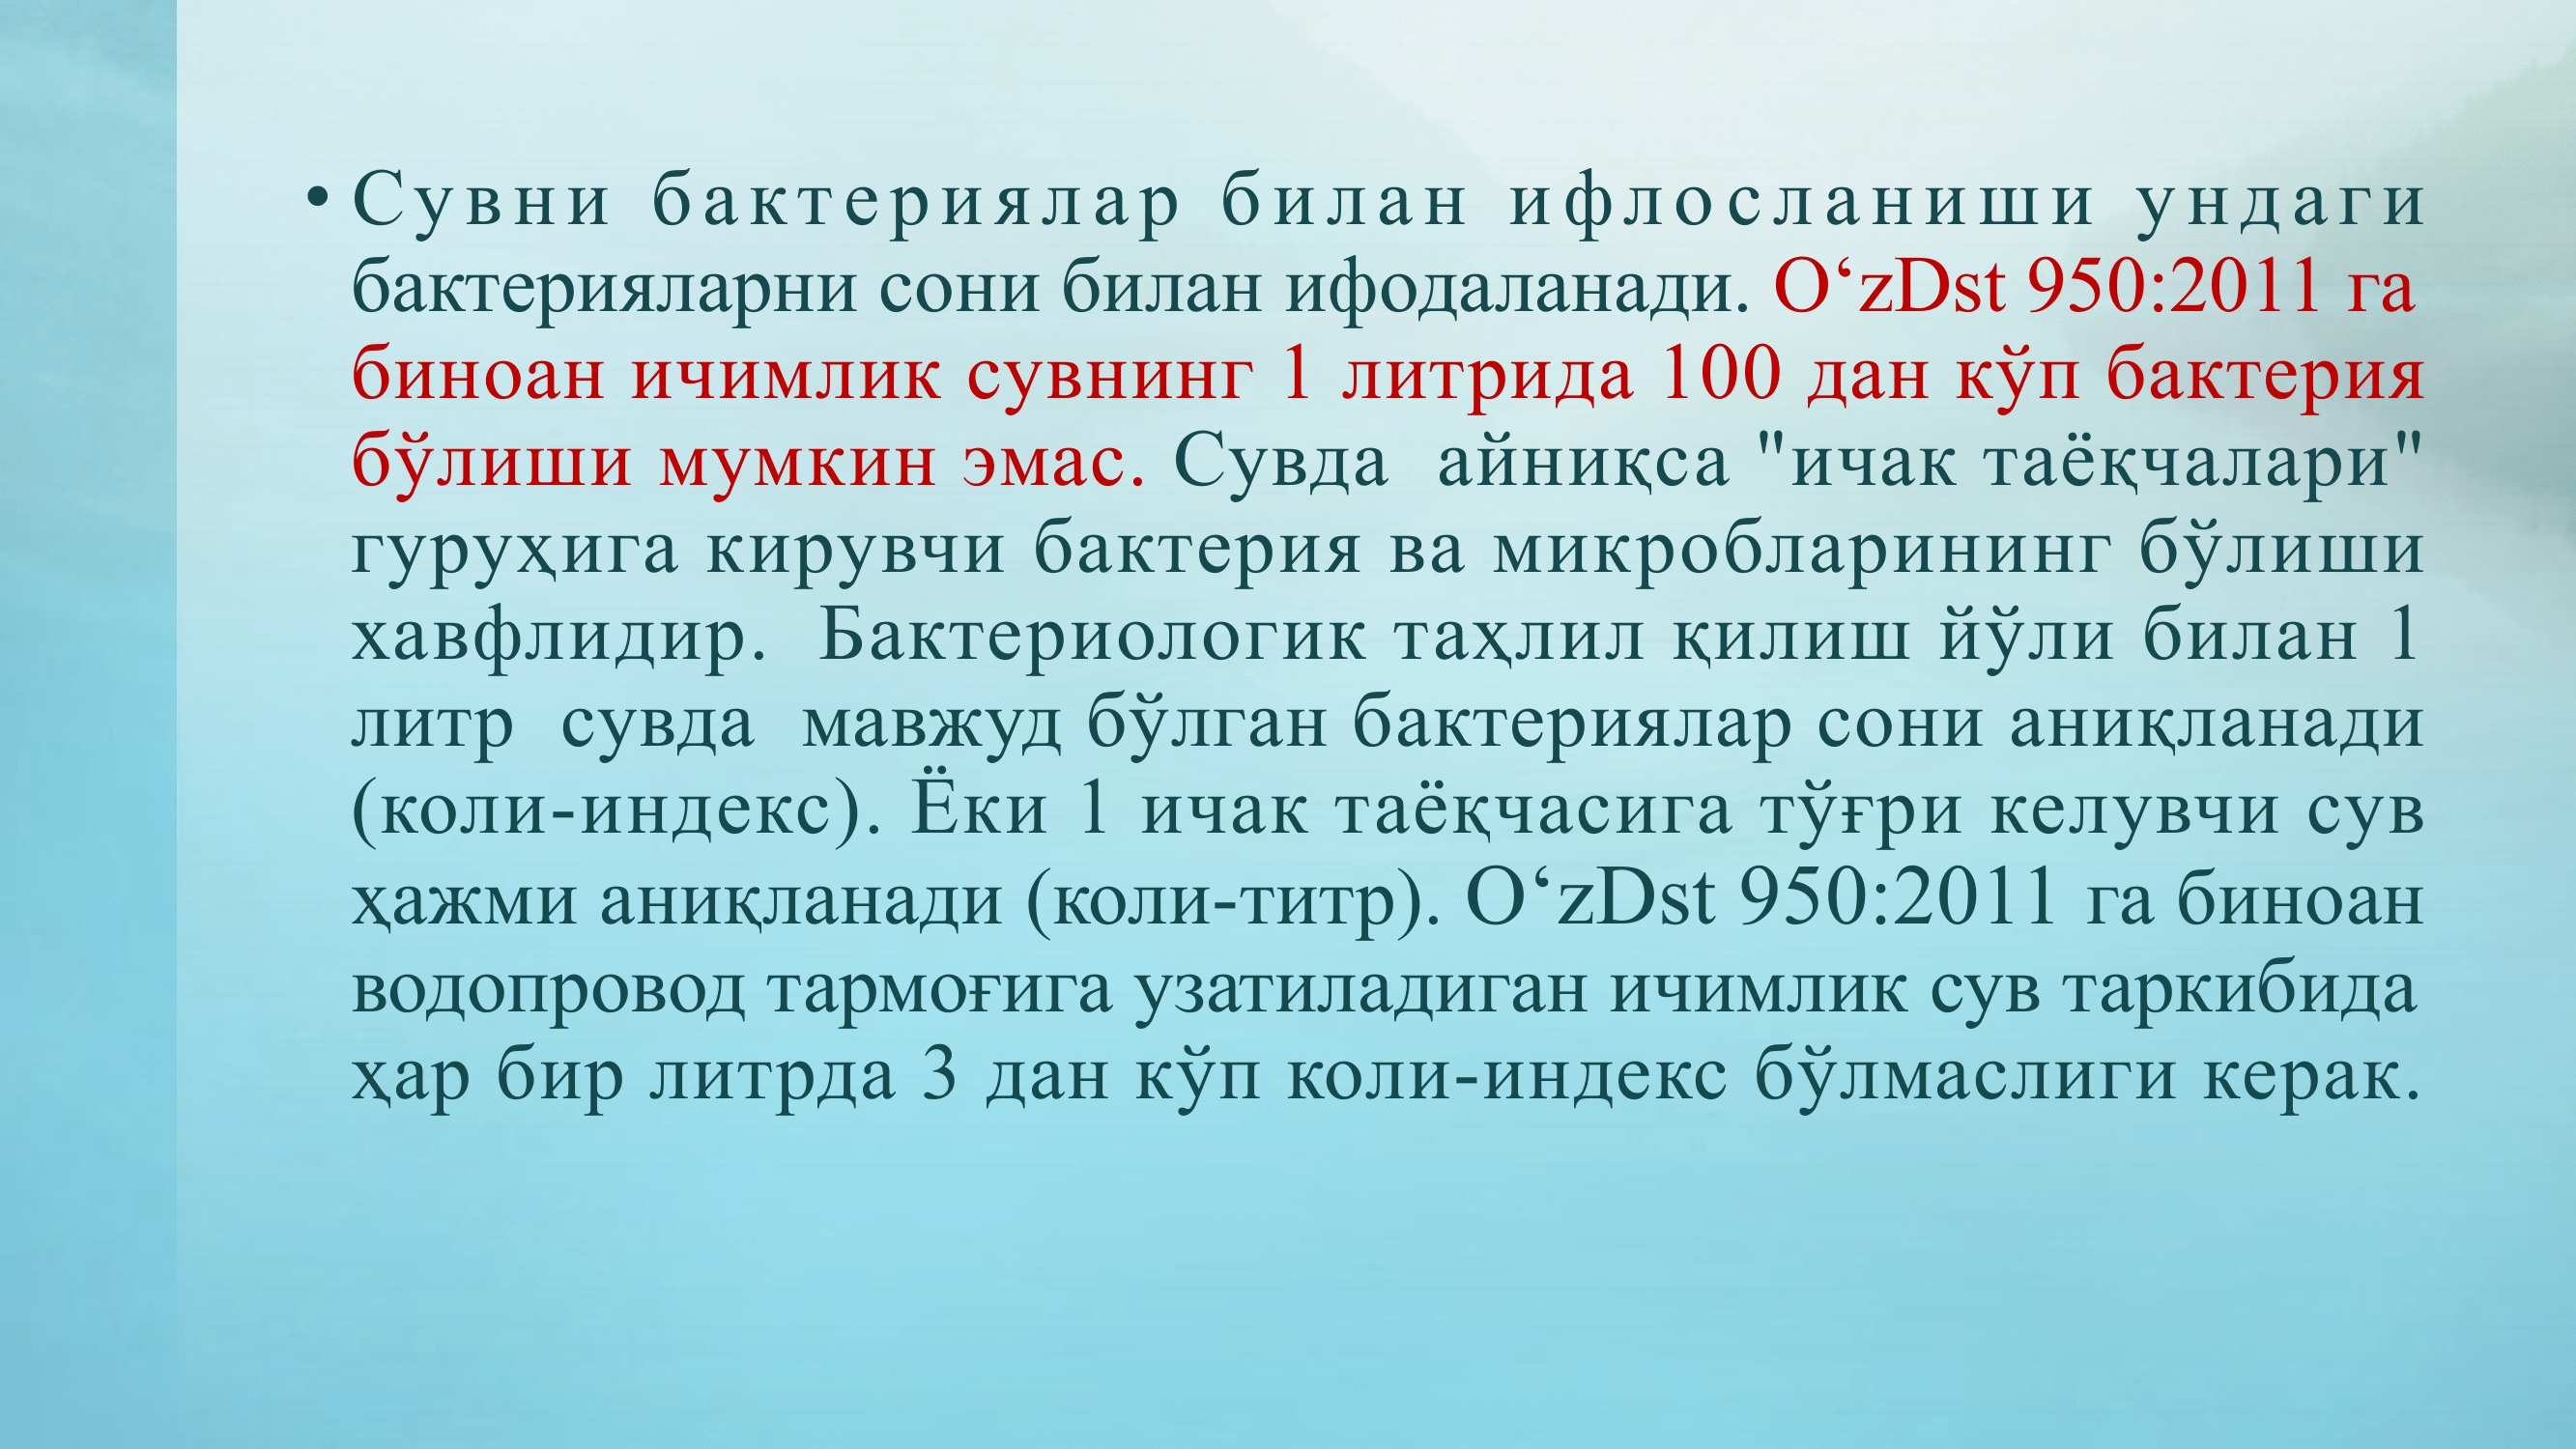 • Сувни бактериялар билан ифлосланиши ундаги
бактерияларни сони билан ифодаланади. O‘zDst 950:2011 га
биноан ичимлик сувнинг 1 литрида 100 дан кўп бактерия
бўлиши мумкин эмас. Сувда айниқса "ичак таёқчалари"
гуруҳига кирувчи бактерия ва микробларининг бўлиши
хавфлидир. Бактериологик таҳлил қилиш йўли билан 1
литр сувда мавжуд бўлган бактериялар сони аниқланади
(коли-индекс). Ёки 1 ичак таёқчасига тўғри келувчи сув
ҳажми аниқланади (коли-титр). O‘zDst 950:2011 га биноан
водопровод тармоғига узатиладиган ичимлик сув таркибида
ҳар бир литрда 3 дан кўп коли-индекс бўлмаслиги керак.